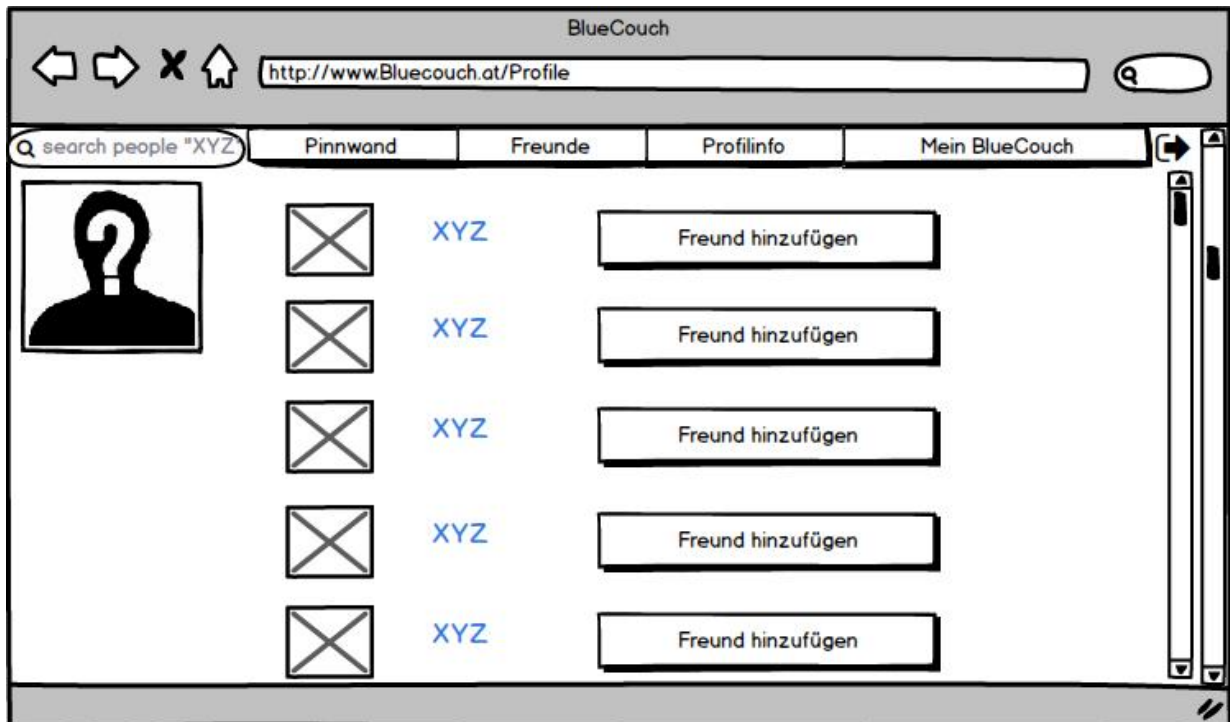 BlueCouch
http://www.Bluecouch.at/Profile
search people "XYZ"
Pinnwand
Freunde
Profilinfo
Mein BlueCouch
XYZ
Freund hinzufügen
XYZ
Freund hinzufügen
XYZ
Freund hinzufügen
XYZ
Freund hinzufügen
XYZ
Freund hinzufügen